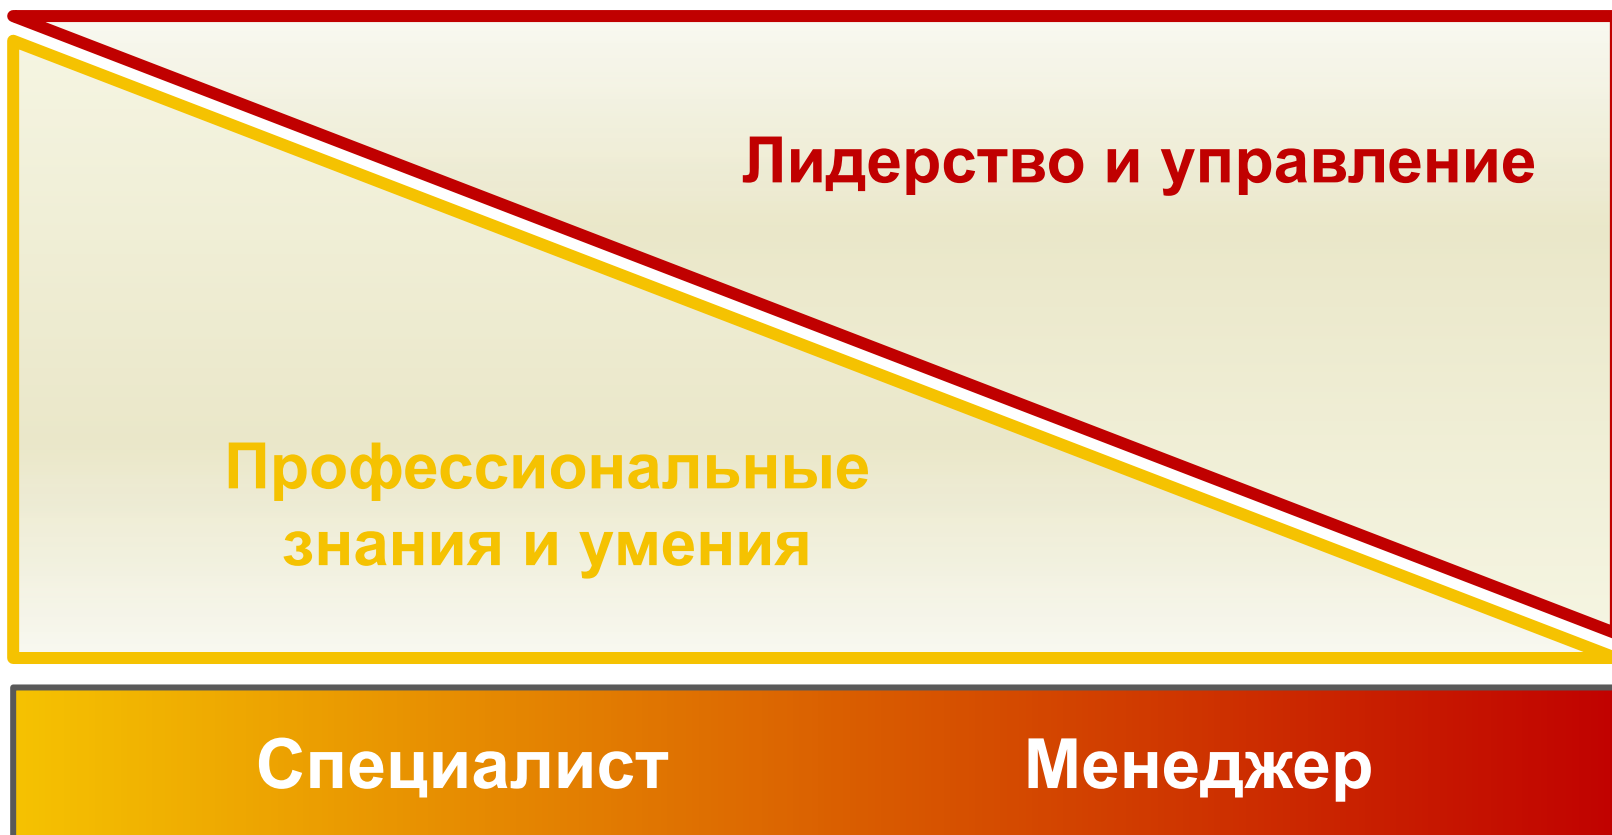 Лидерство и управление
Профессиональные
знания и умения
Специалист
Менеджер